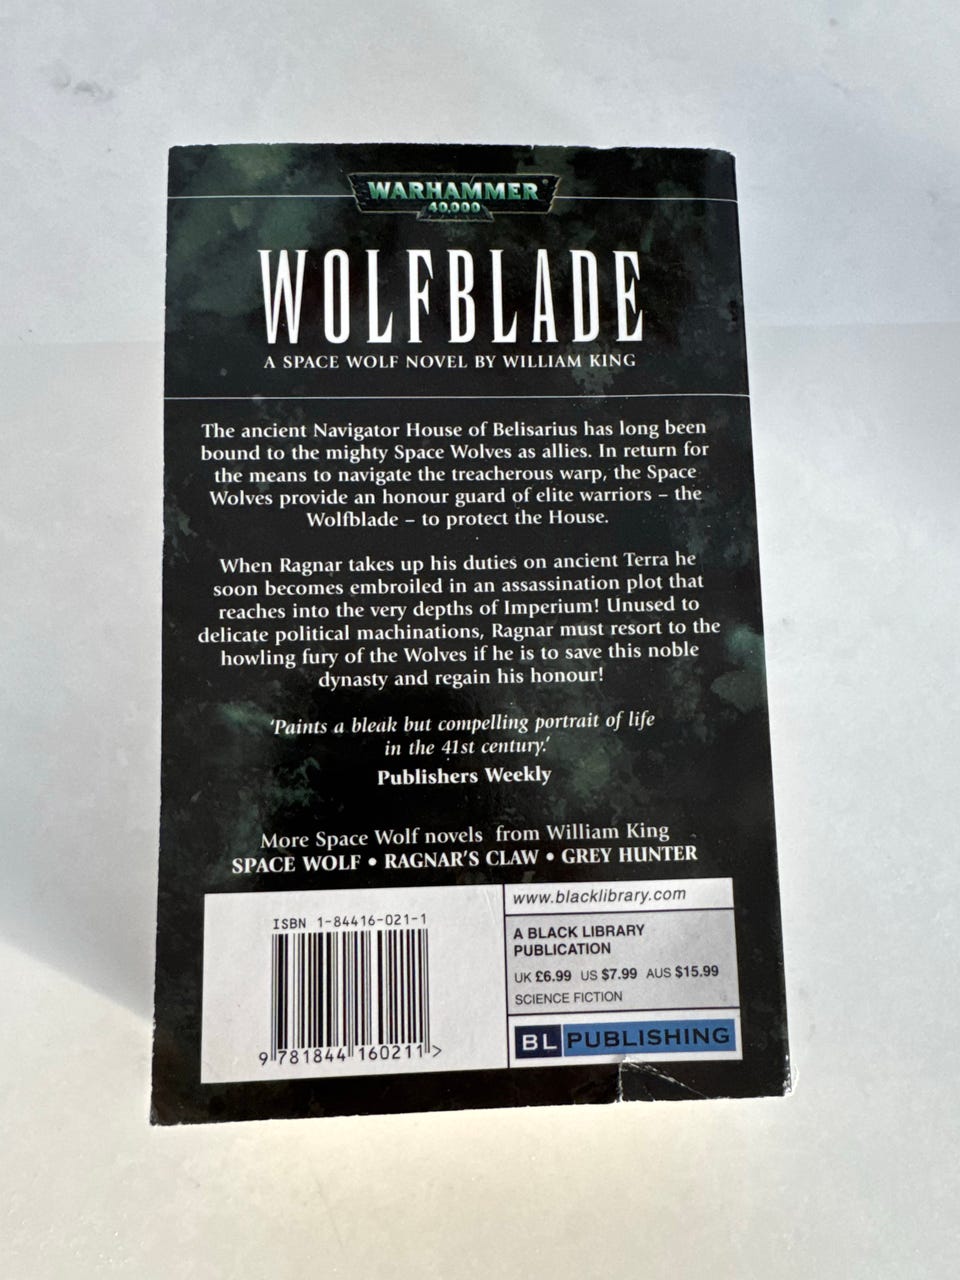 WARHAMMER
40,000
WOLFBLADE
A SPACE WOLF NOVEL BY WILLIAM KING
The ancient Navigator House of Belisarius has long been
bound to the mighty Space Wolves as allies. In return for
the means to navigate the treacherous warp, the Space
Wolves provide an honour guard of elite warriors – the
Wolfblade – to protect the House.
When Ragnar takes up his duties on ancient Terra he
soon becomes embroiled in an assassination plot that
reaches into the very depths of Imperium! Unused to
delicate political machinations, Ragnar must resort to the
howling fury of the Wolves if he is to save this noble
dynasty and regain his honour!
'Paints a bleak but compelling portrait of life
in the 41st century.'
Publishers Weekly
More Space Wolf novels from William King
SPACE WOLF • RAGNAR'S CLAW • GREY HUNTER
ISBN 1-84416-021-1
9 781844 160211 >
www.blacklibrary.com
A BLACK LIBRARY
PUBLICATION
UK £6.99 US $7.99 AUS $15.99
SCIENCE FICTION
BL PUBLISHING